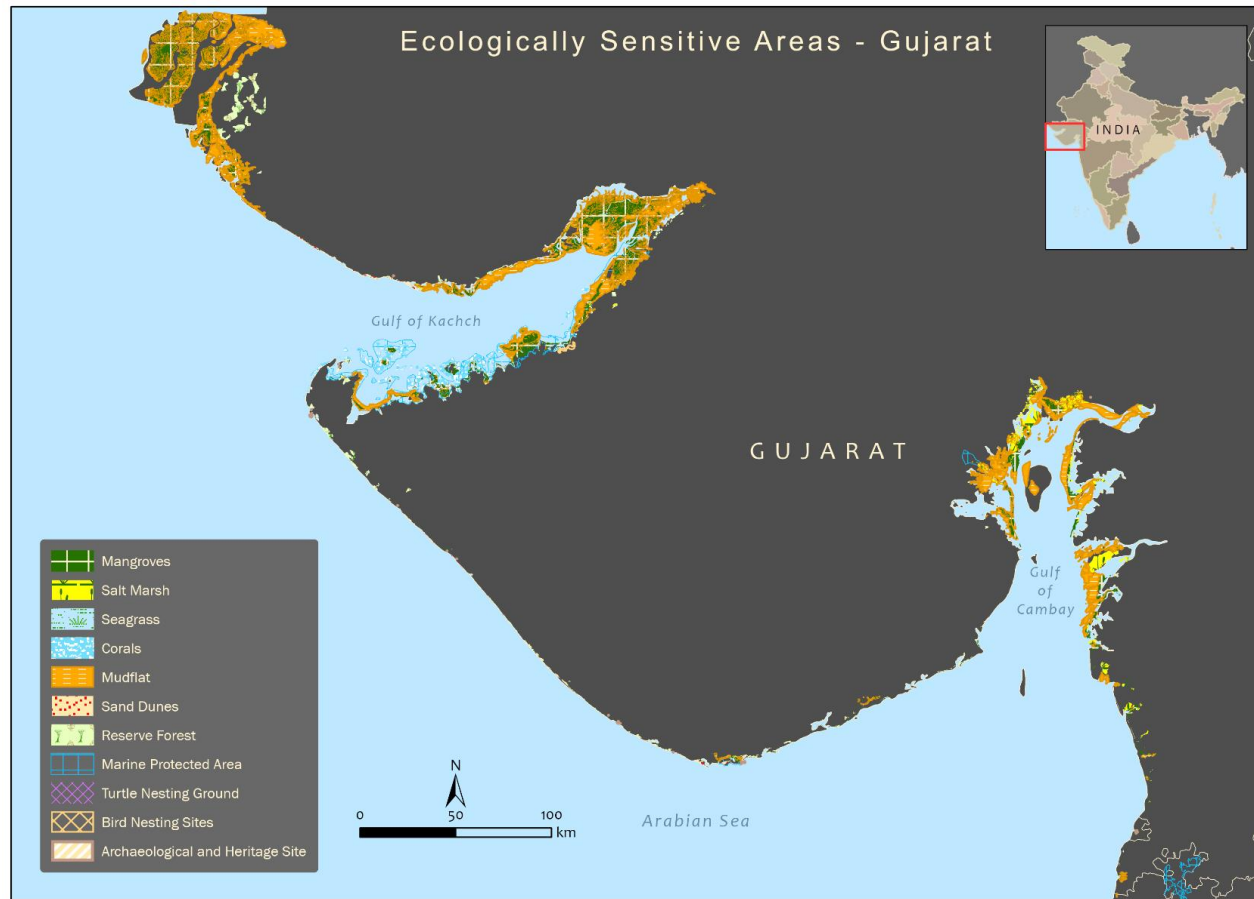 Ecologically Sensitive Areas - Gujarat
INDIA
Gulf of Kachch
GUJARAT
Gulf
of
Cambay
Mangroves
Salt Marsh
Seagrass
Corals
Mudflat
Sand Dunes
Reserve Forest
Marine Protected Area
Turtle Nesting Ground
Bird Nesting Sites
Archaeological and Heritage Site
N
0 50 100
km
Arabian Sea